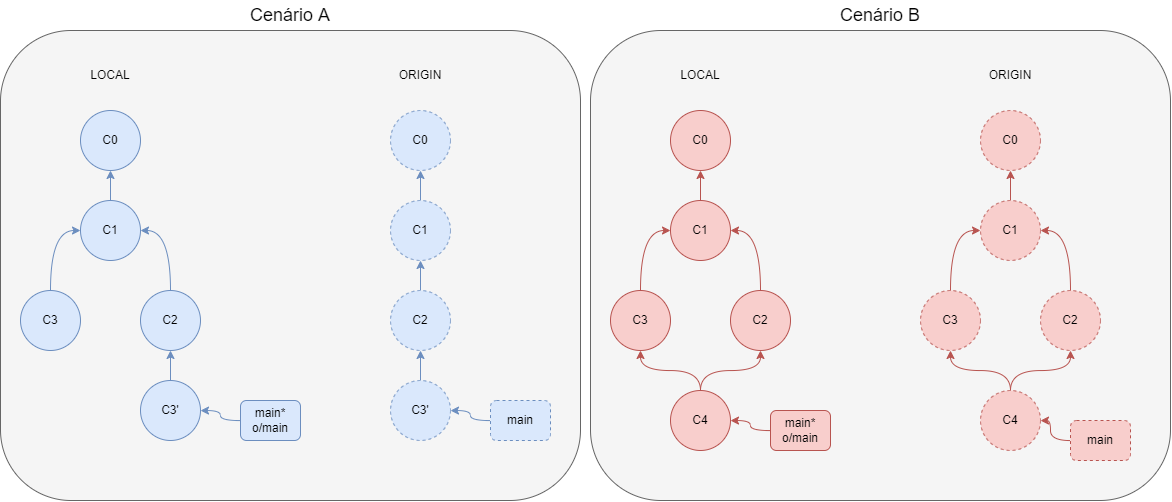 Cenário A
LOCAL
ORIGIN
C0
C0
C1
C1
C3
C2
C2
C3'
C3'
main*
o/main
main
Cenário B
LOCAL
ORIGIN
C0
C0
C1
C1
C3
C2
C3
C2
C4
C4
main*
o/main
main